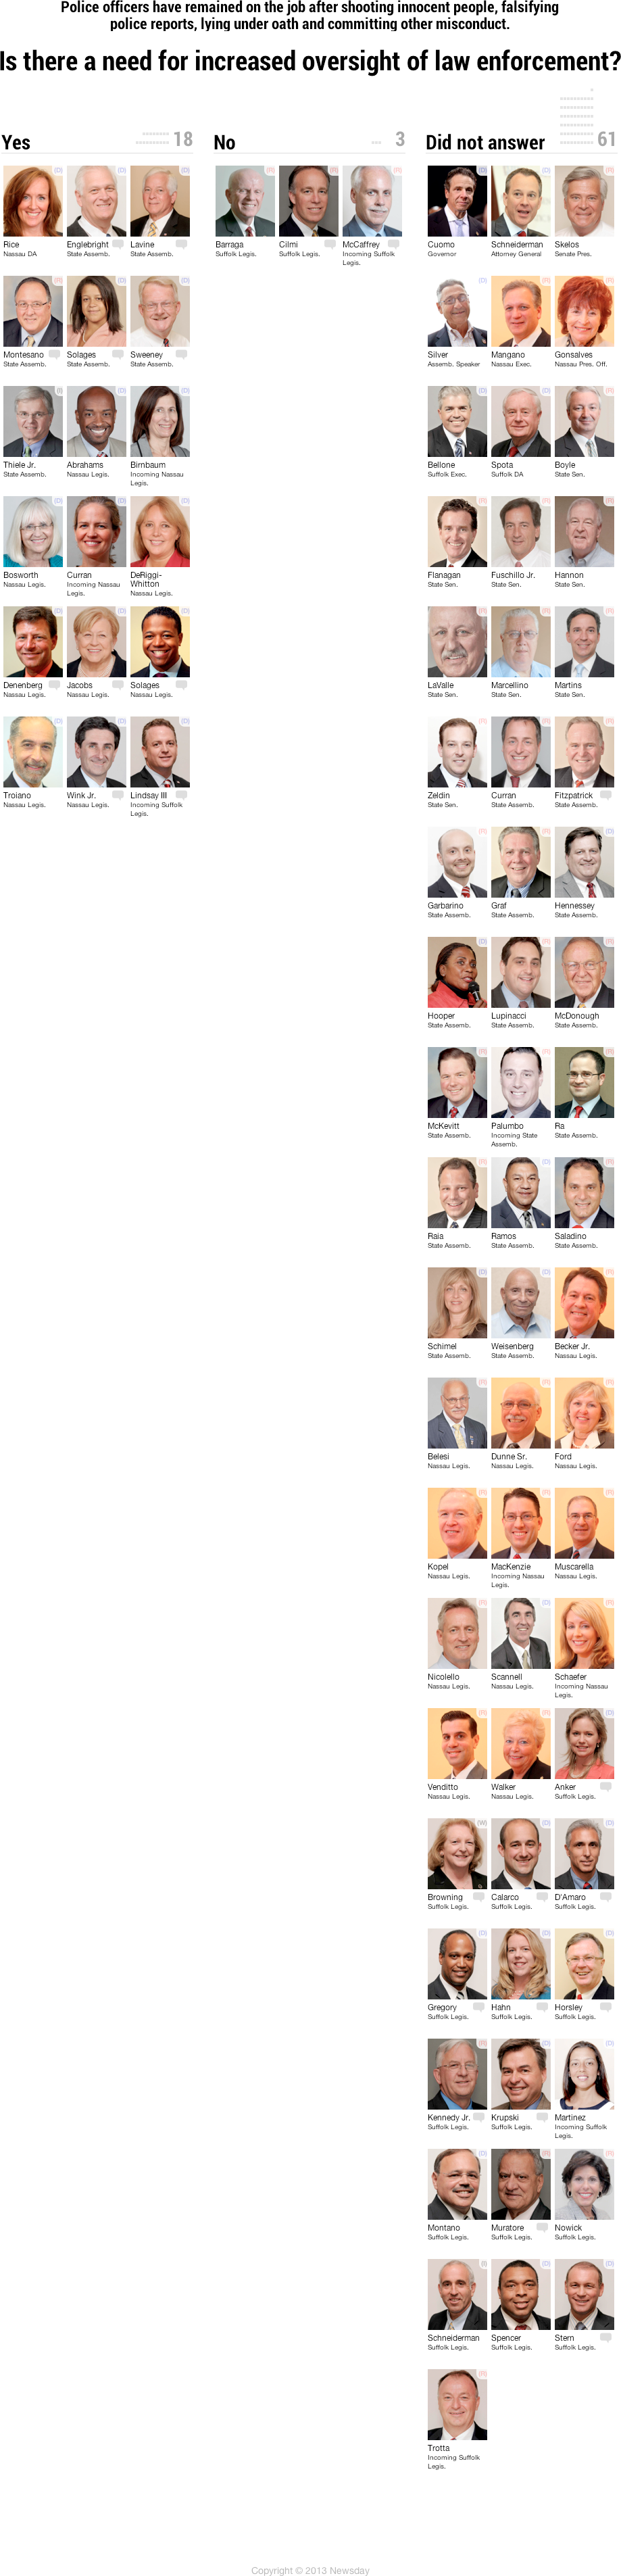 Police officers have remained on the job after shooting innocent people, falsifying
police reports, lying under oath and committing other misconduct.
Is there a need for increased oversight of law enforcement?
Yes 18
(D) (D) (D)
Rice Englebright Lavine
Nassau DA State Assemb. State Assemb.
(R) (D) (D)
Montesano Solages Sweeney
State Assemb. State Assemb. State Assemb.
(I) (D) (D)
Thiele Jr. Abrahams Birnbaum
State Assemb. Nassau Legis. Incoming Nassau
Legis.
(D) (D) (D)
Bosworth Curran DeRiggi-
Whitton
Nassau Legis. Incoming Nassau Nassau Legis.
Legis.
(D) (D) (D)
Denenberg Jacobs Solages
Nassau Legis. Nassau Legis. Nassau Legis.
(D) (D) (D)
Troiano Wink Jr. Lindsay III
Nassau Legis. Nassau Legis. Incoming Suffolk
Legis.
No 3
(R) (R) (R)
Barraga Cilmi McCaffrey
Suffolk Legis. Suffolk Legis. Incoming Suffolk
Legis.
Did not answer 61
(D) (D) (R)
Cuomo Schneiderman Skelos
Governor Attorney General Senate Pres.
(D) (R) (R)
Silver Mangano Gonsalves
Assemb. Speaker Nassau Exec. Nassau Pres. Off.
(D) (D) (R)
Bellone Spota Boyle
Suffolk Exec. Suffolk DA State Sen.
(R) (R) (R)
Flanagan Fuschillo Jr. Hannon
State Sen. State Sen. State Sen.
(R) (R) (R)
LaValle Marcellino Martins
State Sen. State Sen. State Sen.
(R) (R) (R)
Zeldin Curran Fitzpatrick
State Sen. State Assemb. State Assemb.
(R) (R) (D)
Garbarino Graf Hennessey
State Assemb. State Assemb. State Assemb.
(D) (R) (R)
Hooper Lupinacci McDonough
State Assemb. State Assemb. State Assemb.
(R) (R) (R)
McKevitt Palumbo Ra
State Assemb. Incoming State State Assemb.
Assemb.
(R) (D) (R)
Raia Ramos Saladino
State Assemb. State Assemb. State Assemb.
(D) (D) (R)
Schimel Weisenberg Becker Jr.
State Assemb. State Assemb. Nassau Legis.
(R) (R) (R)
Belesi Dunne Sr. Ford
Nassau Legis. Nassau Legis. Nassau Legis.
(R) (R) (R)
Kopel MacKenzie Muscarella
Nassau Legis. Incoming Nassau Nassau Legis.
Legis.
(R) (D) (R)
Nicolello Scannell Schaefer
Nassau Legis. Nassau Legis. Incoming Nassau
Legis.
(R) (R) (D)
Venditto Walker Anker
Nassau Legis. Nassau Legis. Suffolk Legis.
(W) (D) (D)
Browning Calarco D'Amaro
Suffolk Legis. Suffolk Legis. Suffolk Legis.
(D) (D) (D)
Gregory Hahn Horsley
Suffolk Legis. Suffolk Legis. Suffolk Legis.
(R) (D) (D)
Kennedy Jr. Krupski Martinez
Suffolk Legis. Suffolk Legis. Incoming Suffolk
Legis.
(D) (R) (R)
Montano Muratore Nowick
Suffolk Legis. Suffolk Legis. Suffolk Legis.
(I) (D) (D)
Schneiderman Spencer Stern
Suffolk Legis. Suffolk Legis. Suffolk Legis.
(R)
Trotta
Incoming Suffolk
Legis.
Copyright © 2013 Newsday